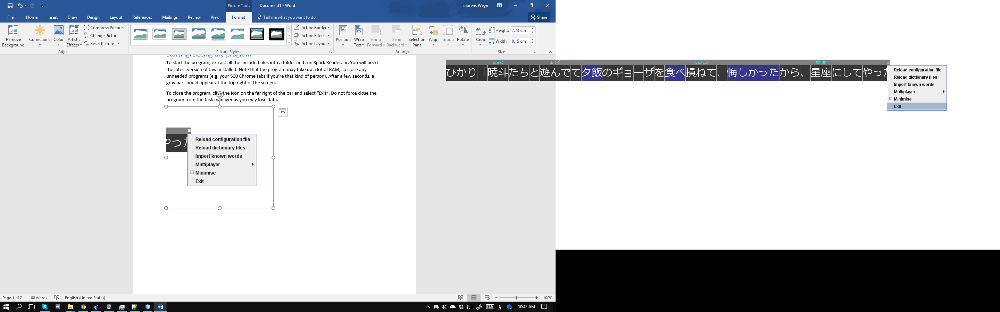 Picture Tools
Document1 - Word
Laurens Weyn
File Home Insert Draw Design Layout References Mailings Review View Format Tell me what you want to do Share
Remove Background
Corrections
Color
Artistic Effects
Compress Pictures
Change Picture
Reset Picture
Adjust
Picture Border
Picture Effects
Picture Layout
Picture Styles
Position
Wrap Text
Bring Forward
Send Backward
Selection Pane
Align
Group
Rotate
Arrange
Crop
Height: 7.73 cm
Width: 8.15 cm
Size
Starting/closing the program
To start the program, extract all the included files into a folder and run Spark Reader.jar. You will need
the latest version of Java installed. Note that the program may take up a lot of RAM, so close any
unneeded programs (e.g. your 500 Chrome tabs if you're that kind of person). After a few seconds, a
gray bar should appear at the top right of the screen.
To close the program, click the icon on the far right of the bar and select “Exit”. Do not force close the
program from the task manager as you may lose data.
やった
Reload configuration file
Reload dictionary files
Import known words
Multiplayer
Minimise
Exit
あきと あそぶ そこねる せいざ
ひかり「暁斗たちと遊んでて夕飯のギョーザを食べ損ねて、悔しかったから、星座にしてやった
Reload configuration file
Reload dictionary files
Import known words
Multiplayer
Minimise
Exit
Page 1 of 2 108 words English (United States) 100%
A 10:42 AM